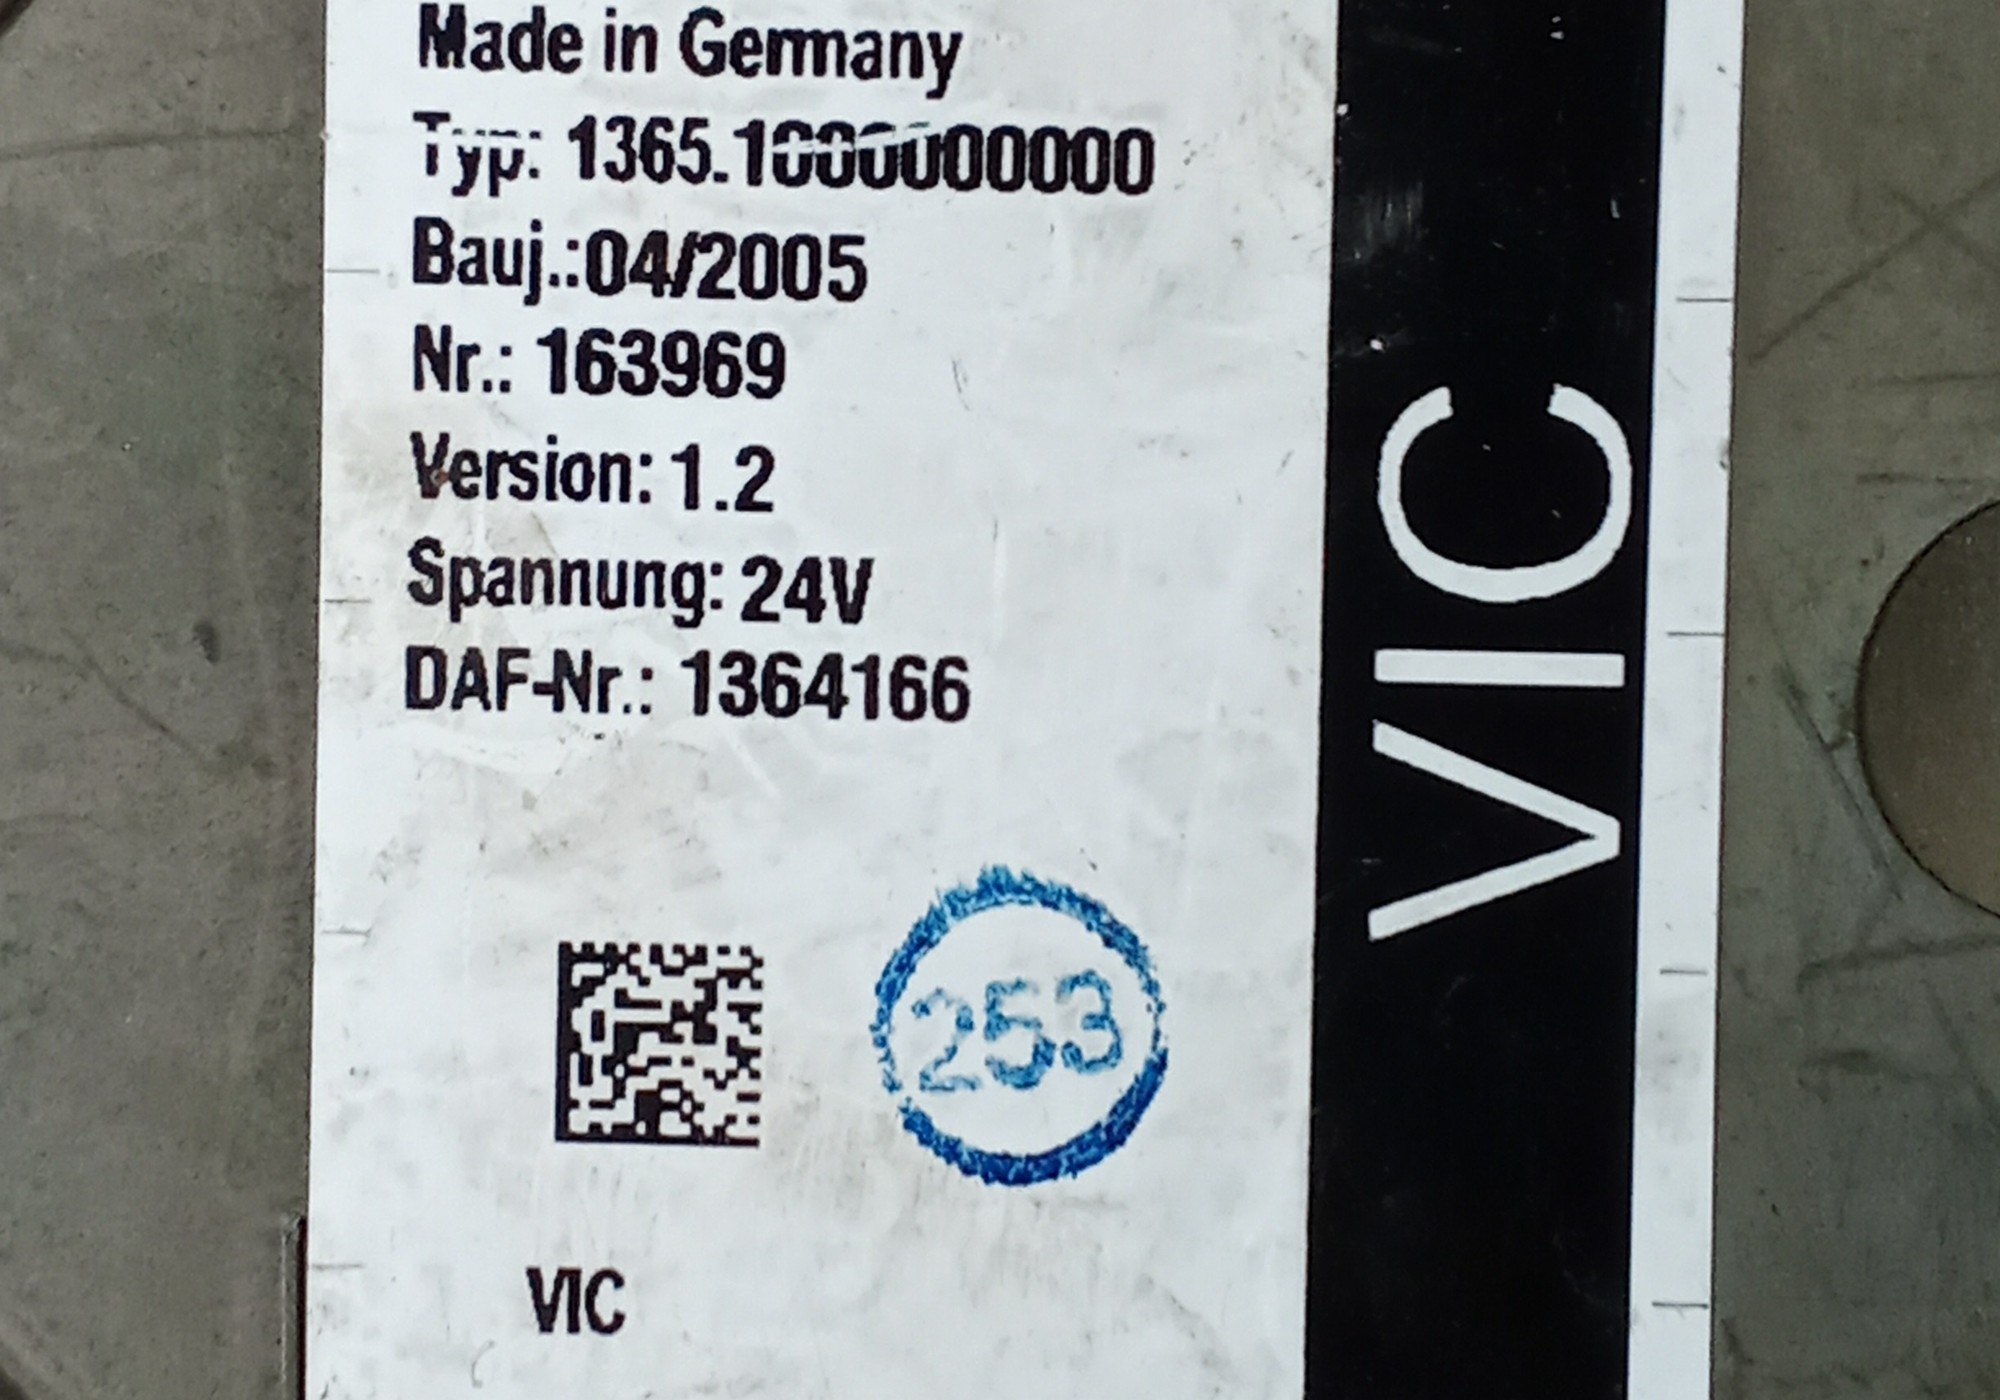 Made in Germany
Typ: 1365.1000000000
Bauj.:04/2005
Nr.: 163969
Version: 1.2
Spannung: 24V
DAF-Nr.: 1364166
253
VIC
VIC